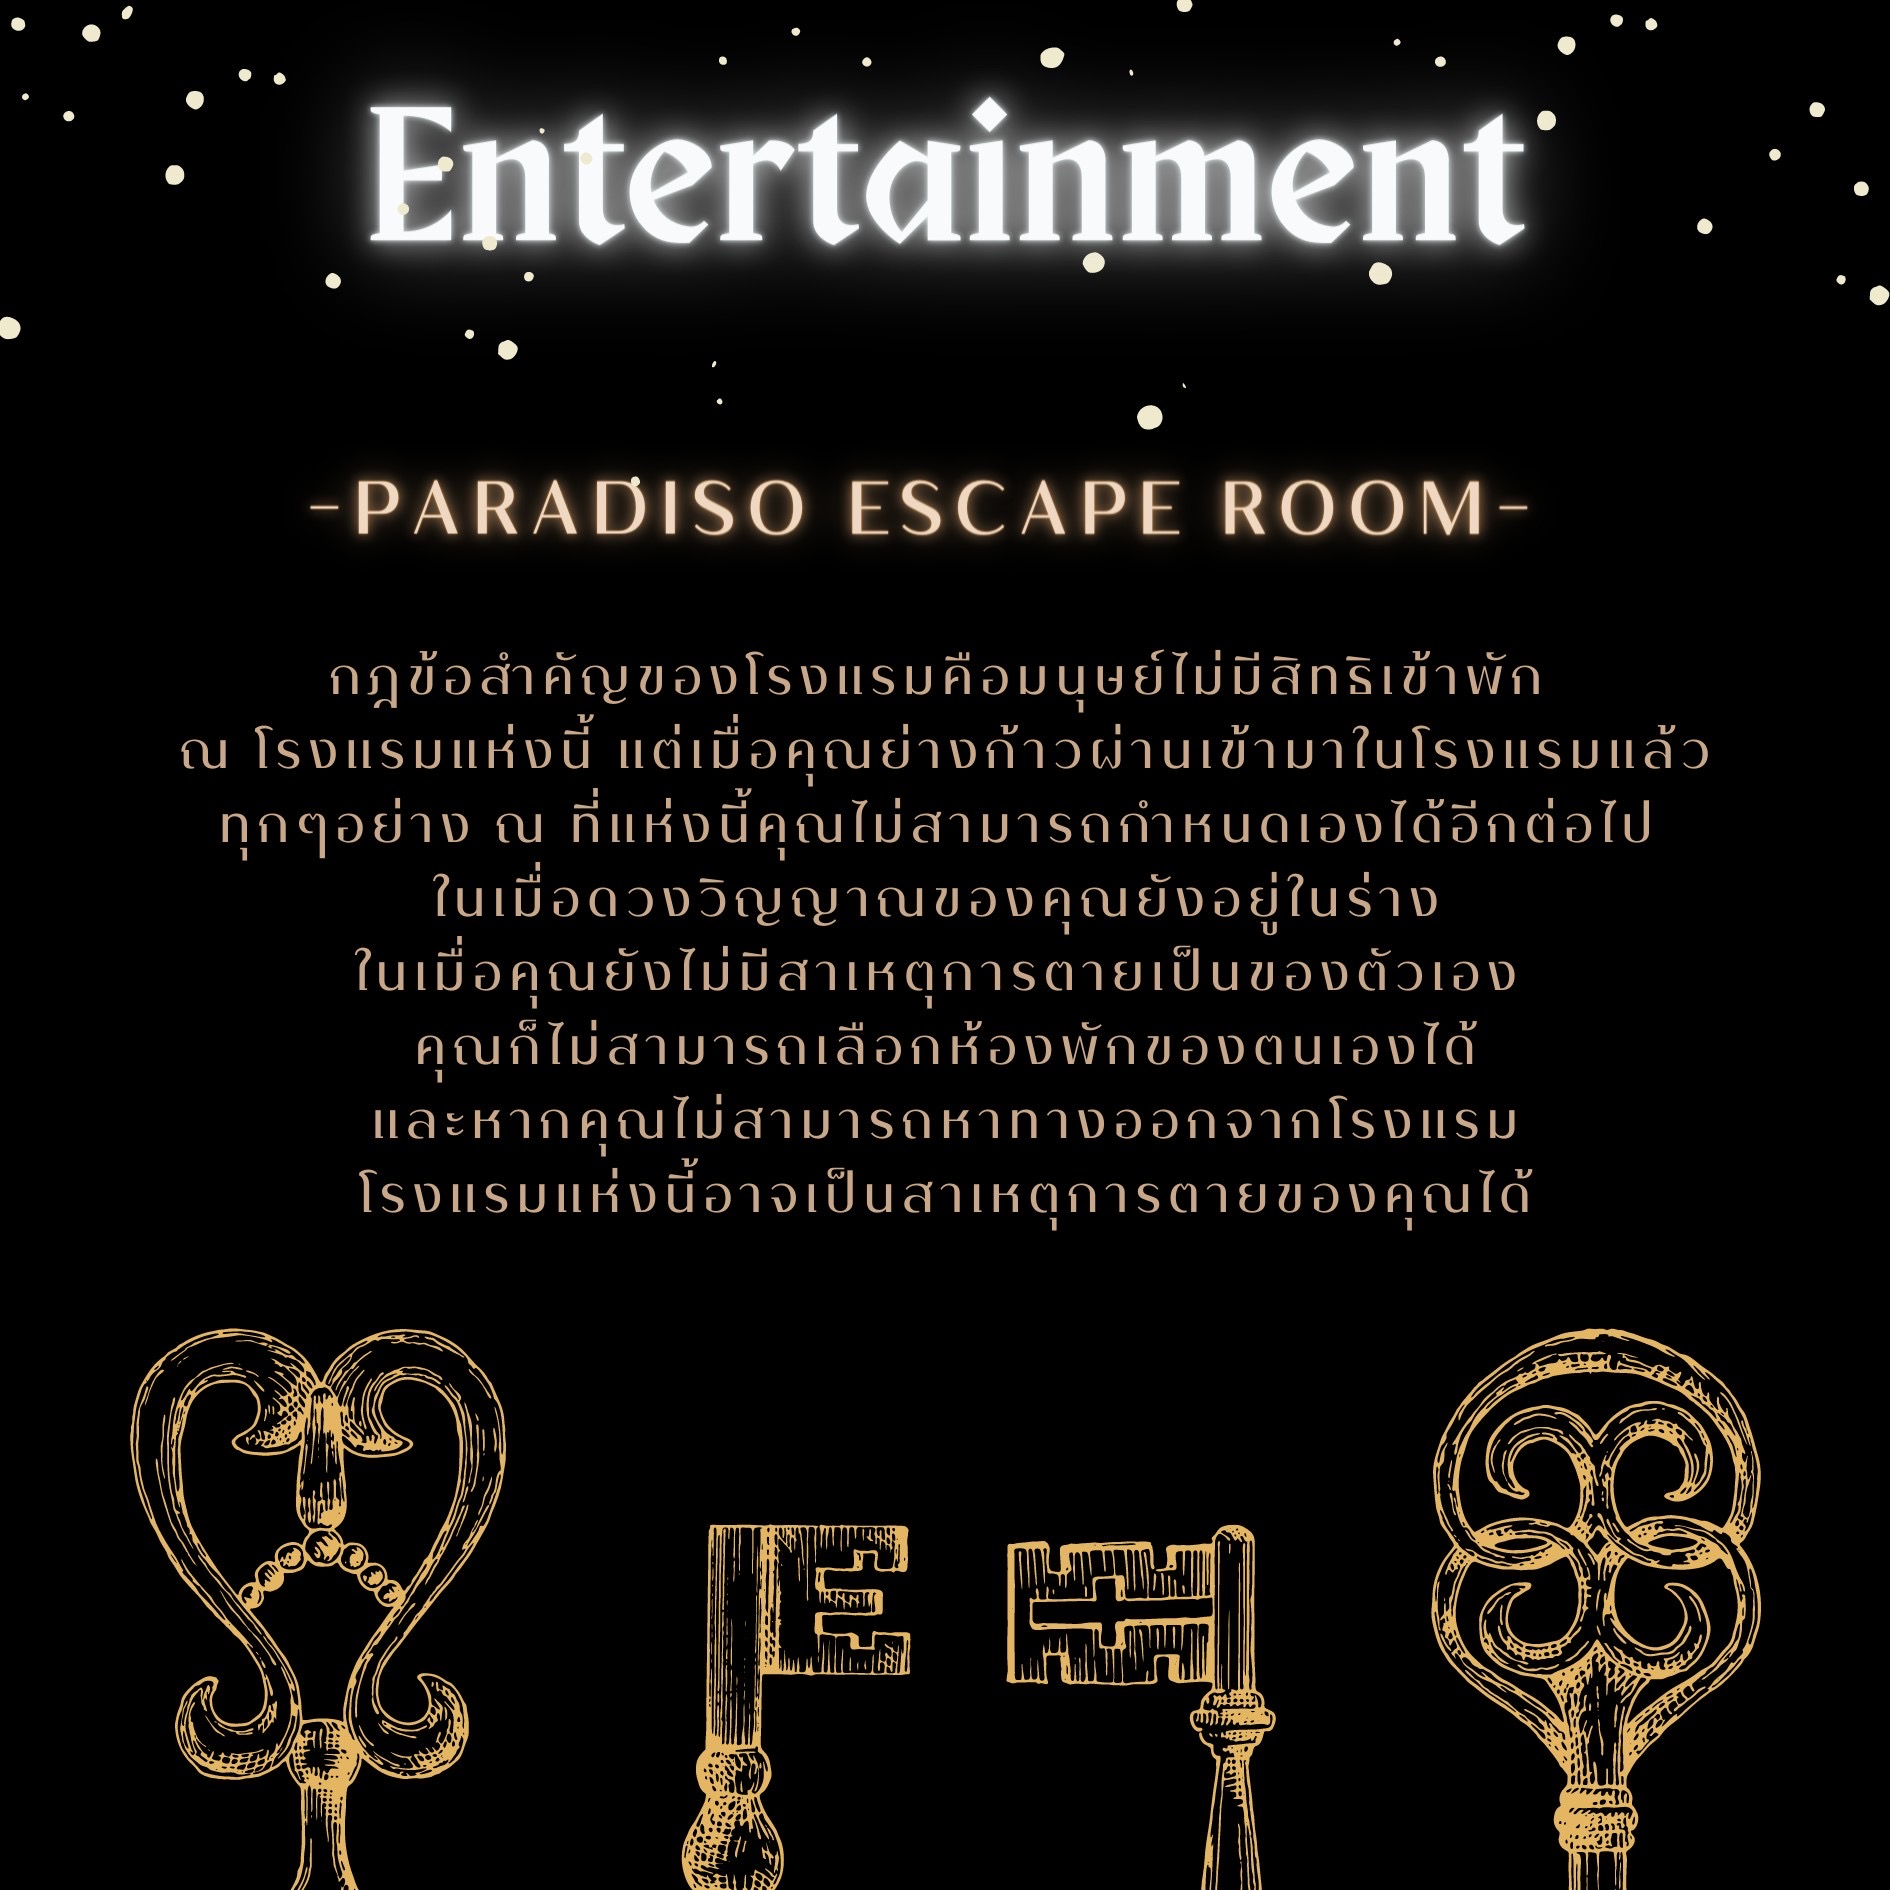 Entertainment
-PARADISO ESCAPE ROOM-
กฎข้อสำคัญของโรงแรมคือมนุษย์ไม่มีสิทธิเข้าพัก
ณ โรงแรมแห่งนี้ แต่เมื่อคุณย่างก้าวผ่านเข้ามาในโรงแรมแล้ว
ทุกๆอย่าง ณ ที่แห่งนี้คุณไม่สามารถกำหนดเองได้อีกต่อไป
ในเมื่อดวงวิญญาณของคุณยังอยู่ในร่าง
ในเมื่อคุณยังไม่มีสาเหตุการตายเป็นของตัวเอง
คุณก็ไม่สามารถเลือกห้องพักของตนเองได้
และหากคุณไม่สามารถหาทางออกจากโรงแรม
โรงแรมแห่งนี้อาจเป็นสาเหตุการตายของคุณได้